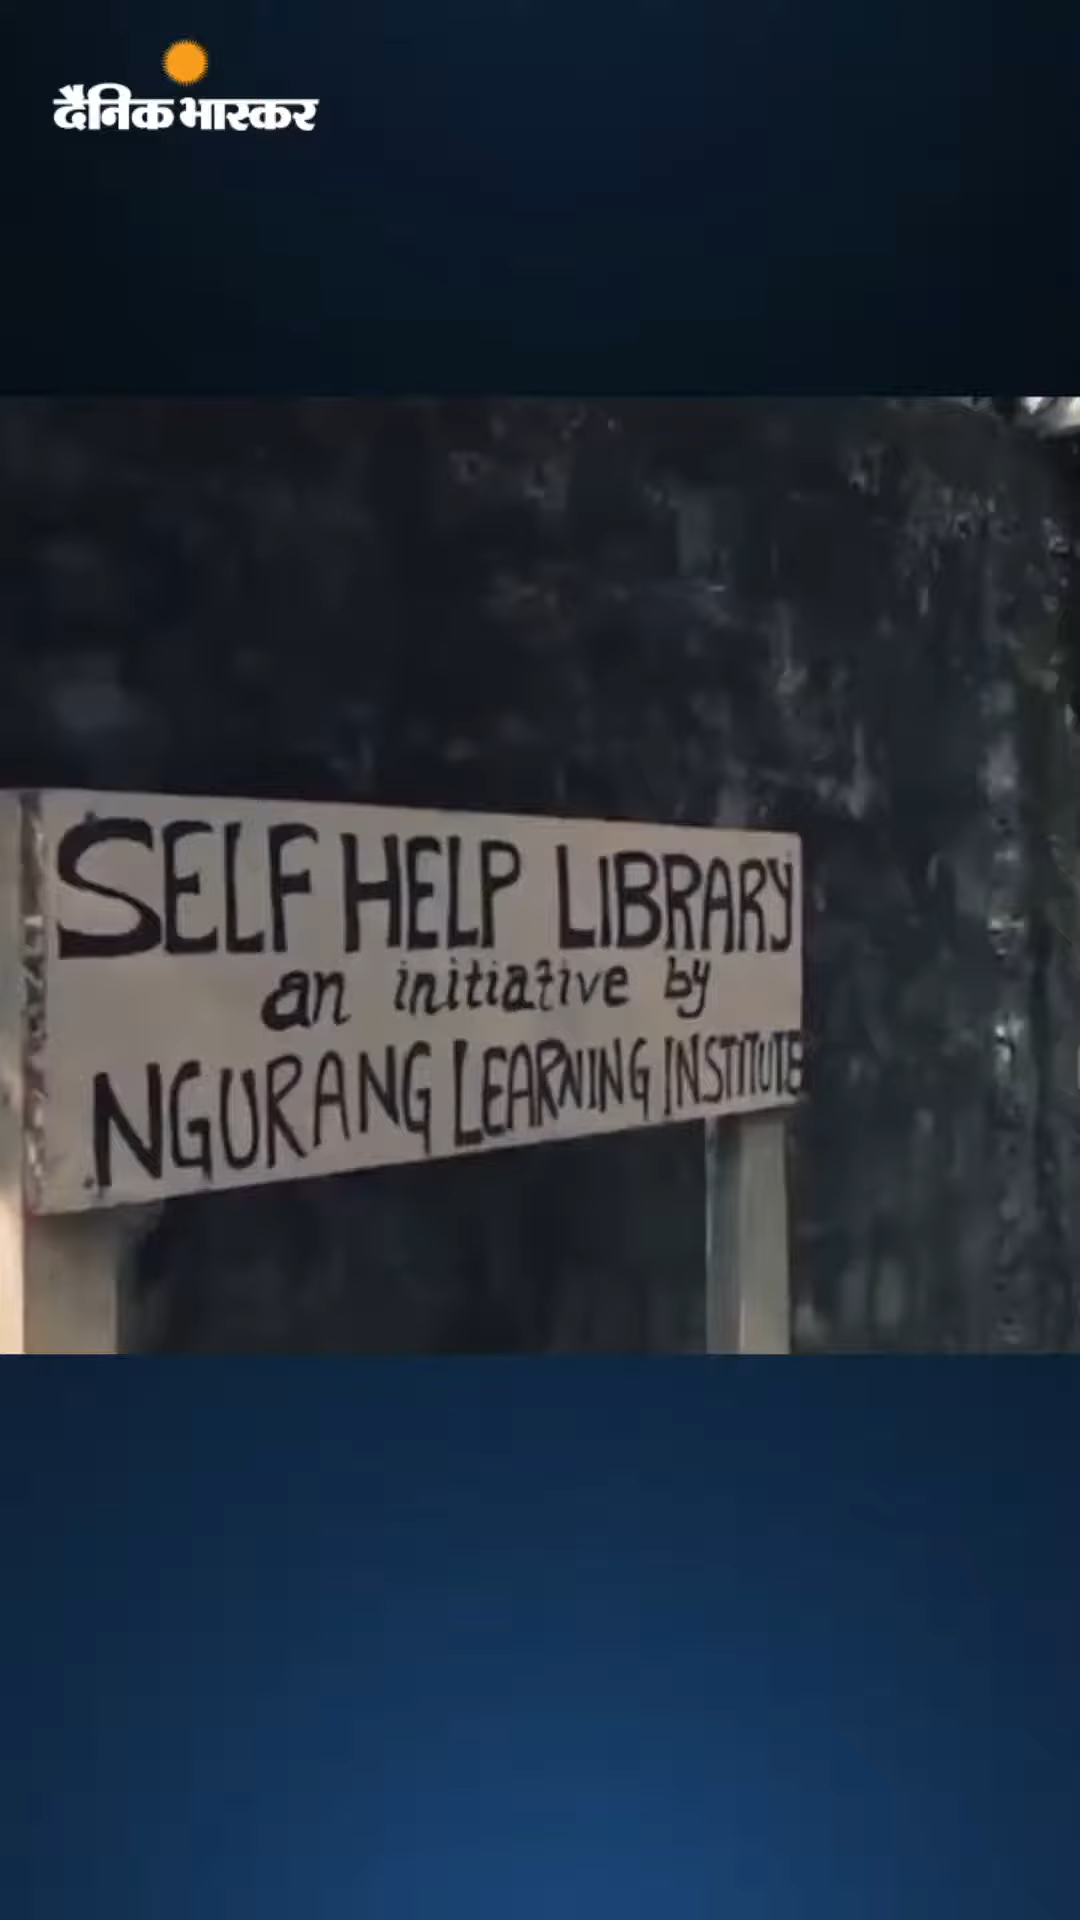 दैनिक भास्कर
SELF HELP LIBRARY
an initiative by
NGURANG LEARNING INSTITUTE